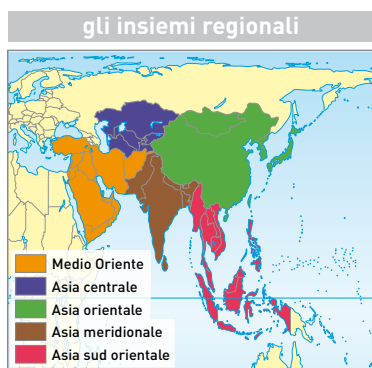 gli insiemi regionali
Medio Oriente
Asia centrale
Asia orientale
Asia meridionale
Asia sud orientale